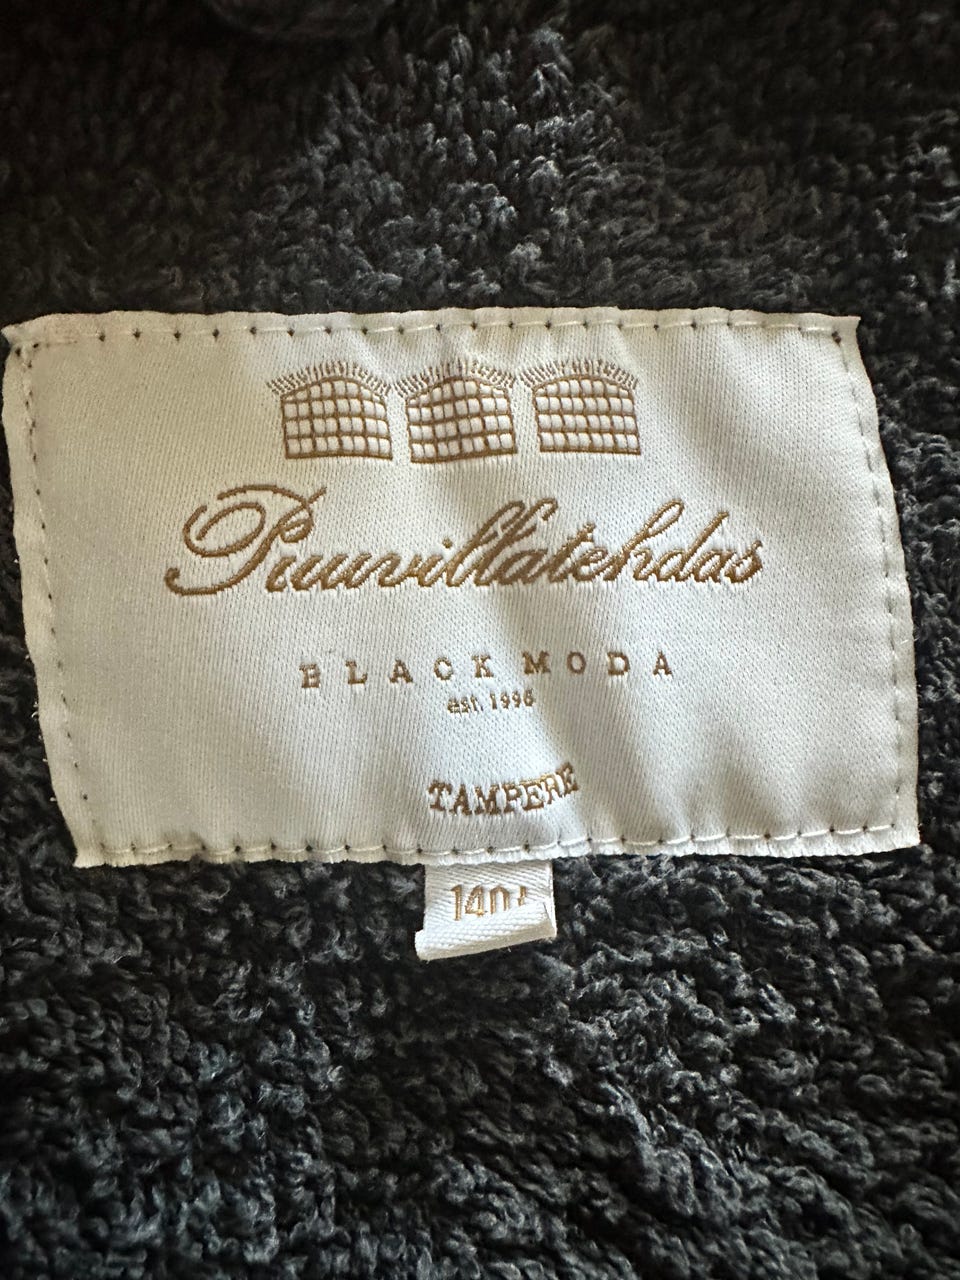 Puuvillatehdas
BLACK MODA
est. 1996
TAMPERE